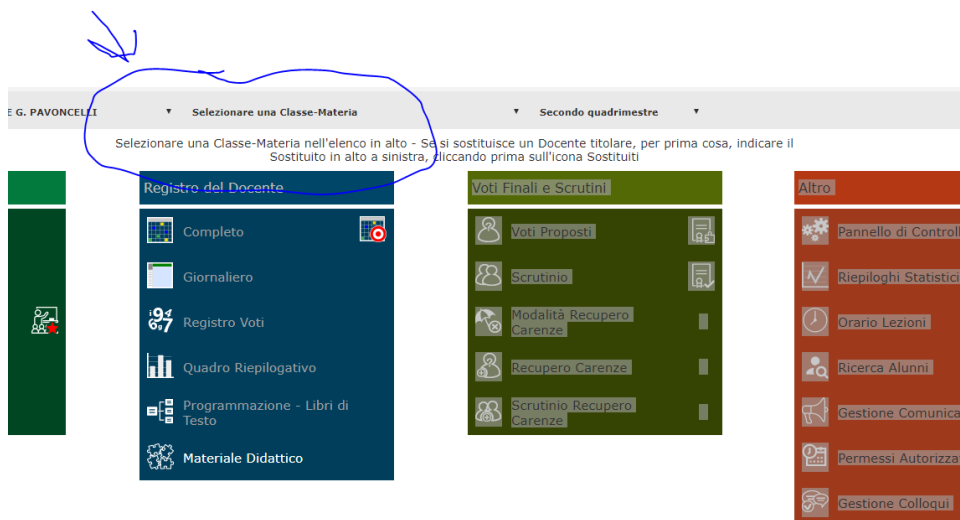 E G. PAVONCELLI Selezionare una Classe-Materia Secondo quadrimestre
Selezionare una Classe-Materia nell'elenco in alto - Se si sostituisce un Docente titolare, per prima cosa, indicare il
Sostituito in alto a sinistra, cliccando prima sull'icona Sostituiti
Registro del Docente
Completo
Giornaliero
Registro Voti
Quadro Riepilogativo
Programmazione - Libri di
Testo
Materiale Didattico
Voti Finali e Scrutini
Voti Proposti
Scrutinio
Modalità Recupero
Carenze
Recupero Carenze
Scrutinio Recupero
Carenze
Altro
Pannello di Controll
Riepiloghi Statistici
Orario Lezioni
Ricerca Alunni
Gestione Comunica
Permessi Autorizza
Gestione Colloqui